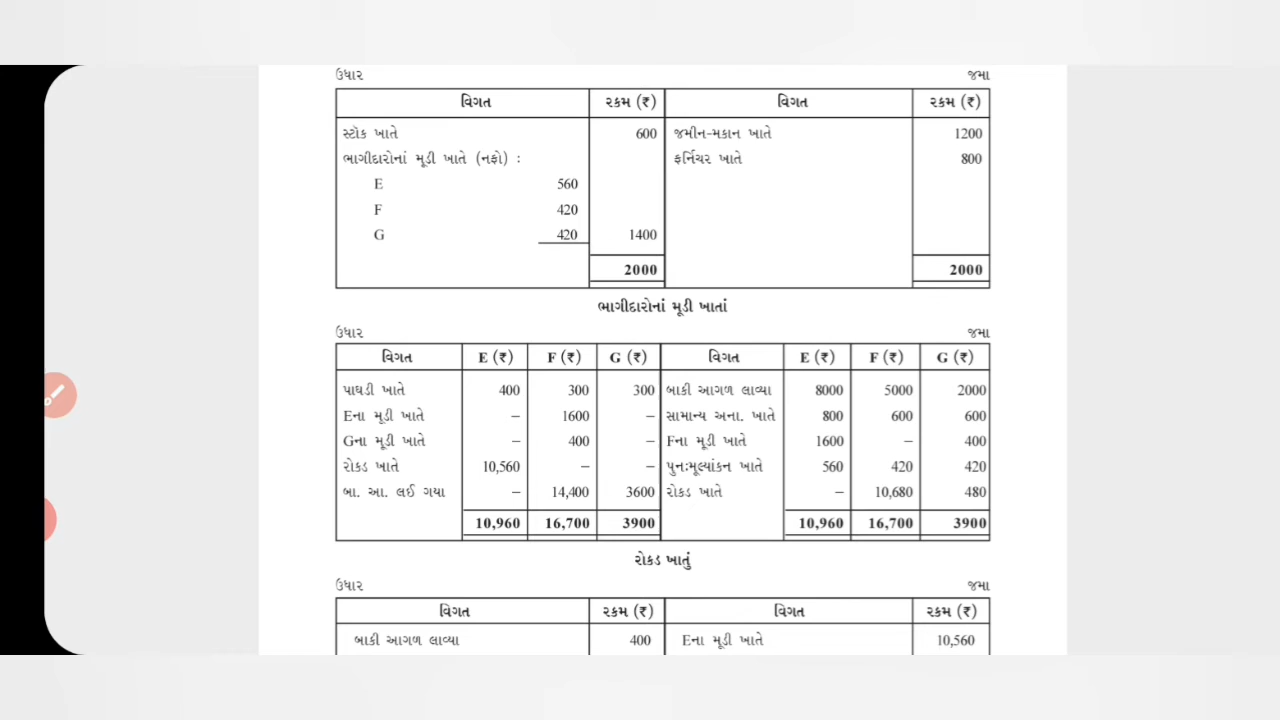 ઉધાર જમા
વિગત રકમ (₹) વિગત રકમ (₹)
સ્ટૉક ખાતે 600 જમીન-મકાન ખાતે 1200
ભાગીદારોનાં મૂડી ખાતે (નફો) : ફર્નિચર ખાતે 800
E 560
F 420
G 420 1400
2000 2000
ભાગીદારોનાં મૂડી ખાતાં
ઉધાર જમા
વિગત E (₹) F (₹) G (₹) વિગત E (₹) F (₹) G (₹)
પાઘડી ખાતે 400 300 300 બાકી આગળ લાવ્યા 8000 5000 2000
Eના મૂડી ખાતે – 1600 – સામાન્ય અના. ખાતે 800 600 600
Gના મૂડી ખાતે – 400 – Fના મૂડી ખાતે 1600 – 400
રોકડ ખાતે 10,560 – – પુનઃમૂલ્યાંકન ખાતે 560 420 420
બા. આ. લઈ ગયા – 14,400 3600 રોકડ ખાતે – 10,680 480
10,960 16,700 3900 10,960 16,700 3900
રોકડ ખાતું
ઉધાર જમા
વિગત રકમ (₹) વિગત રકમ (₹)
બાકી આગળ લાવ્યા 400 Eના મૂડી ખાતે 10,560